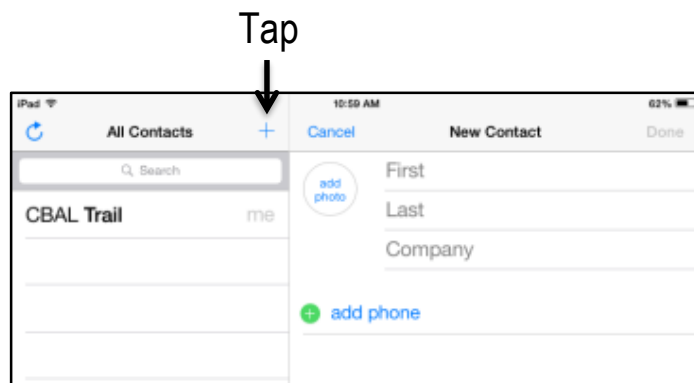 Tap
iPad 10:59 AM 62%
All Contacts + Cancel New Contact Done
Search
add
photo
First
CBAL Trail me
Last
Company
+ add phone